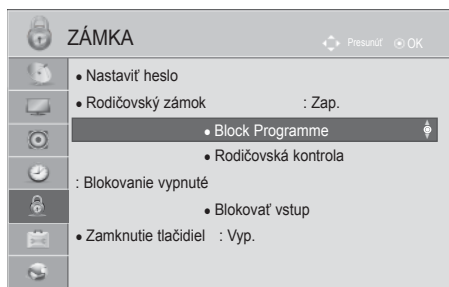 ZÁMKA
Presunúť OK
• Nastaviť heslo
• Rodičovský zámok : Zap.
• Block Programme
• Rodičovská kontrola
: Blokovanie vypnuté
• Blokovať vstup
• Zamknutie tlačidiel : Vyp.